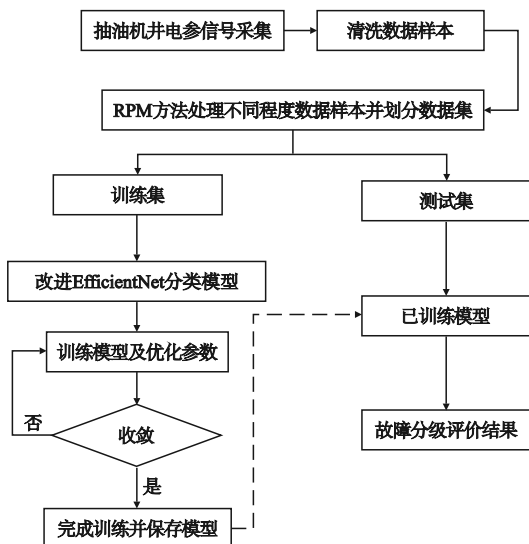 抽油机井电参信号采集
清洗数据样本
RPM方法处理不同程度数据样本并划分数据集
训练集
测试集
改进EfficientNet分类模型
已训练模型
训练模型及优化参数
否
收敛
故障分级评价结果
是
完成训练并保存模型